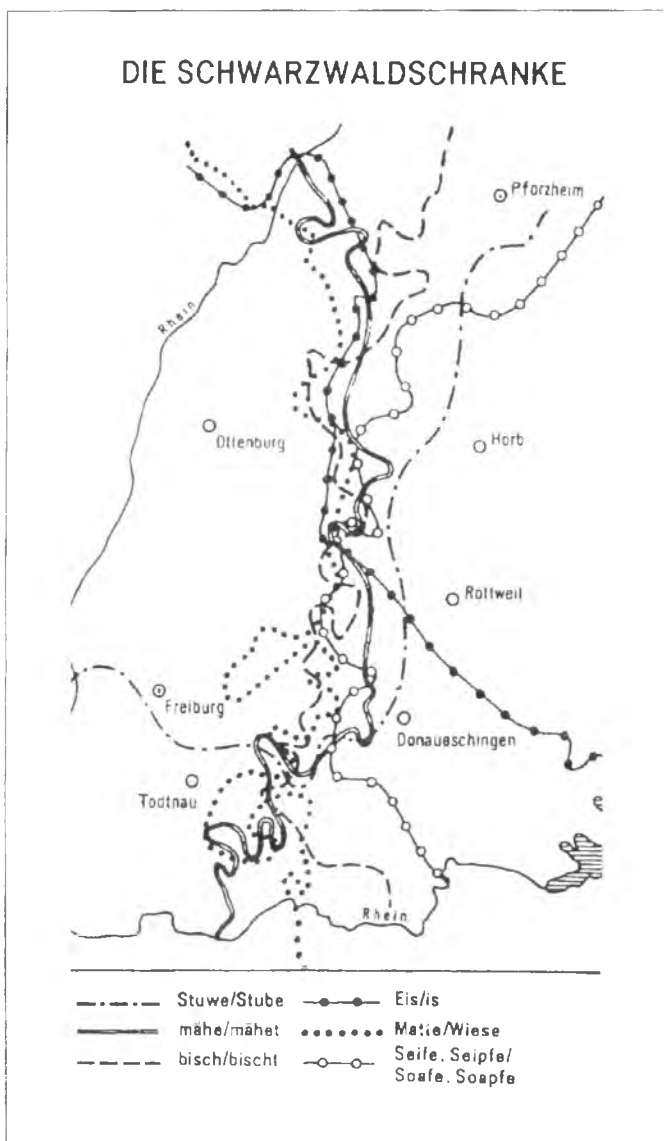 DIE SCHWARZWALDSCHRANKE
Pforzheim
Rhein
Offenburg
Horb
Rottweil
Freiburg
Donaueschingen
Todtnau
Rhein
Stuwe/Stube
Eis/is
mähe/mähet
Matte/Wiese
bisch/bischt
Seife, Seipfe/
Soafe, Soapfe